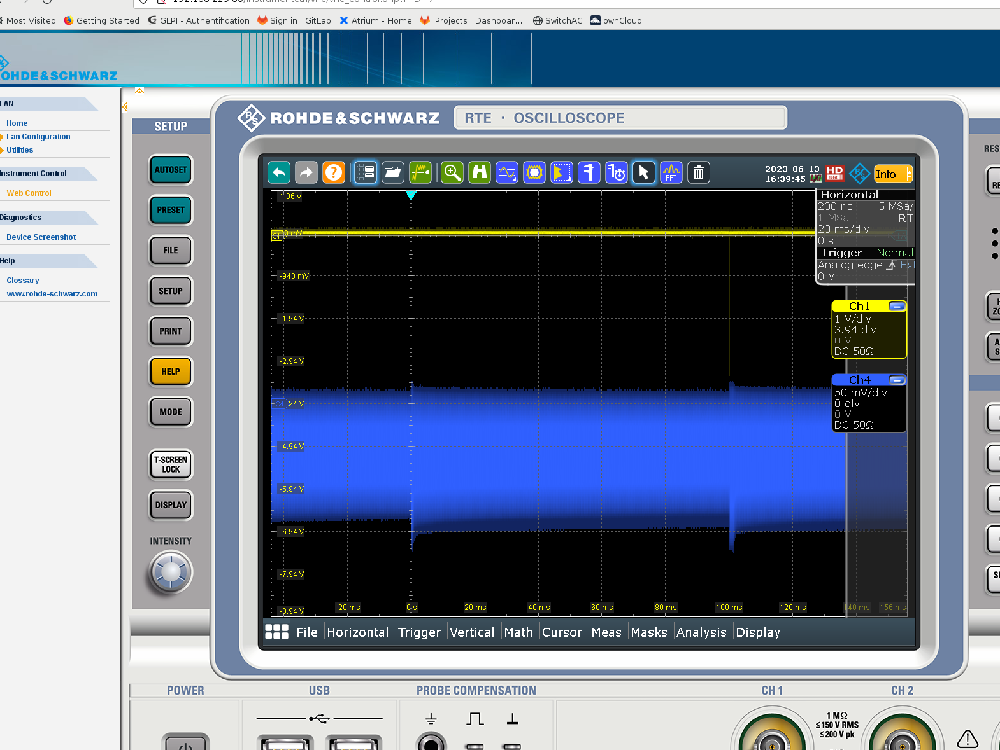 Most Visited
Getting Started
GLPI - Authentification
Sign in · GitLab
Atrium - Home
Projects · Dashboar...
SwitchAC
ownCloud
OHDE&SCHWARZ
LAN
Home
Lan Configuration
Utilities
Instrument Control
Web Control
Diagnostics
Device Screenshot
Help
Glossary
www.rohde-schwarz.com
SETUP
AUTOSET
PRESET
FILE
SETUP
PRINT
HELP
MODE
T-SCREEN
LOCK
DISPLAY
INTENSITY
ROHDE&SCHWARZ
RTE · OSCILLOSCOPE
FFT
2023-06-13
16:39:45
HD
16bit
Info
Horizontal
200 ns 5 MSa/
1 MSa RT
20 ms/div
0 s
Trigger Normal
Analog edge Ext
0 V
Ch1
1 V/div
3.94 div
0 V
DC 50Ω
Ch4
50 mV/div
0 div
0 V
DC 50Ω
1.06 V
C1 0 mV
-940 mV
-1.94 V
-2.94 V
C4 94 V
-4.94 V
-5.94 V
-6.94 V
-7.94 V
-8.94 V
-20 ms
0 s
20 ms
40 ms
60 ms
80 ms
100 ms
120 ms
140 ms
156 ms
File
Horizontal
Trigger
Vertical
Math
Cursor
Meas
Masks
Analysis
Display
RES
RE
ZO
POWER
USB
PROBE COMPENSATION
CH 1
CH 2
1 MΩ
≤150 V RMS
≤200 V pk